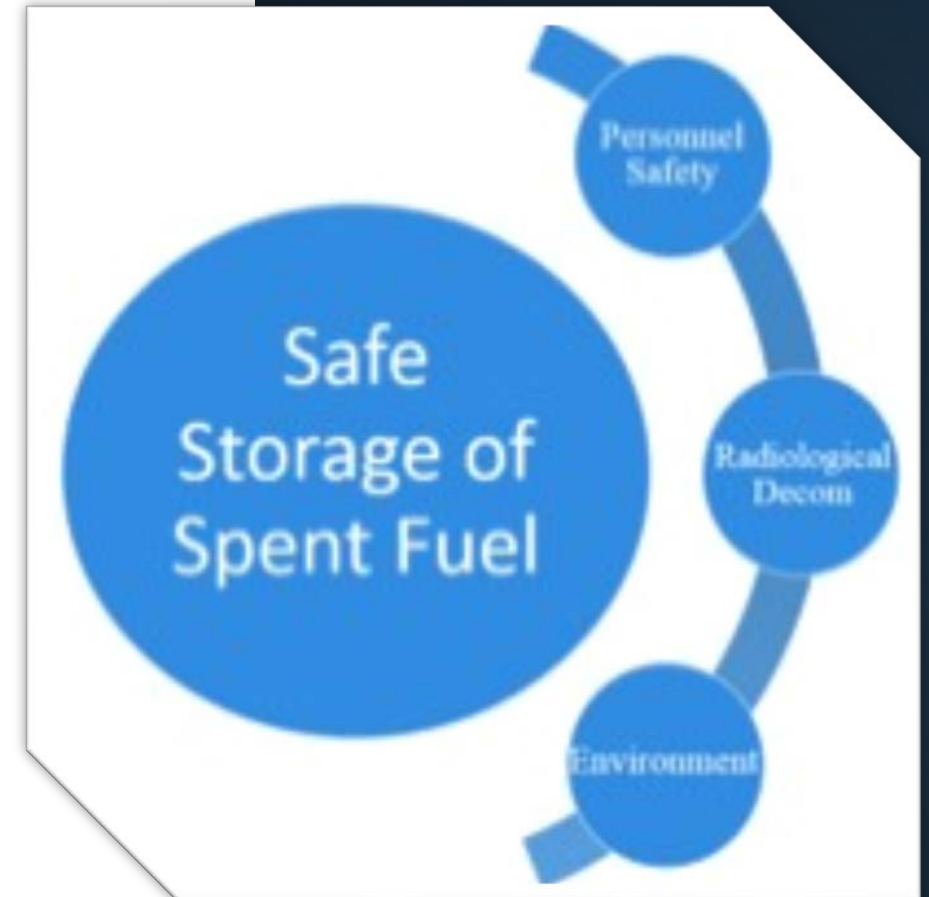 Safe
Storage of
Spent Fuel
Personnel
Safety
Radiological
Decom
Environment